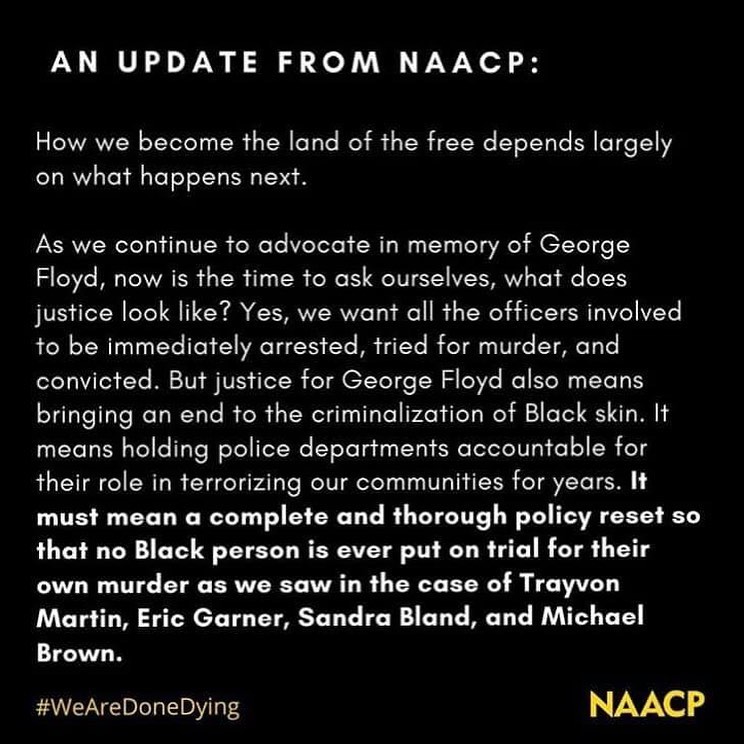 AN UPDATE FROM NAACP:
How we become the land of the free depends largely
on what happens next.
As we continue to advocate in memory of George
Floyd, now is the time to ask ourselves, what does
justice look like? Yes, we want all the officers involved
to be immediately arrested, tried for murder, and
convicted. But justice for George Floyd also means
bringing an end to the criminalization of Black skin. It
means holding police departments accountable for
their role in terrorizing our communities for years. It
must mean a complete and thorough policy reset so
that no Black person is ever put on trial for their
own murder as we saw in the case of Trayvon
Martin, Eric Garner, Sandra Bland, and Michael
Brown.
#WeAreDoneDying
NAACP